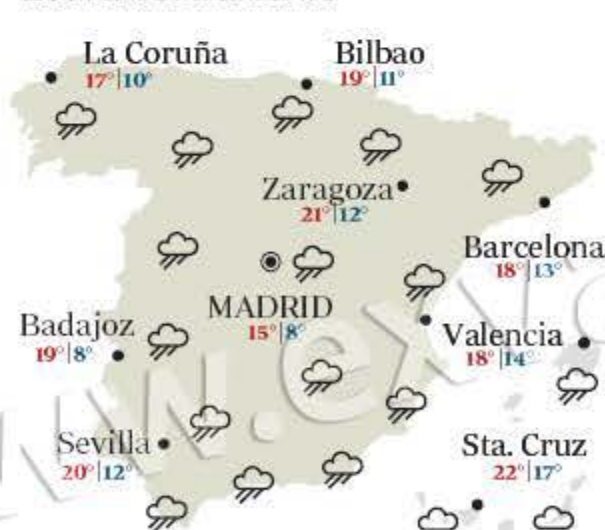 La Coruña
17°|10°
Bilbao
19°|11°
Zaragoza
21°|12°
Barcelona
18°|13°
MADRID
15°|8°
Badajoz
19°|8°
Valencia
18°|14°
Sevilla
20°|12°
Sta. Cruz
22°|17°